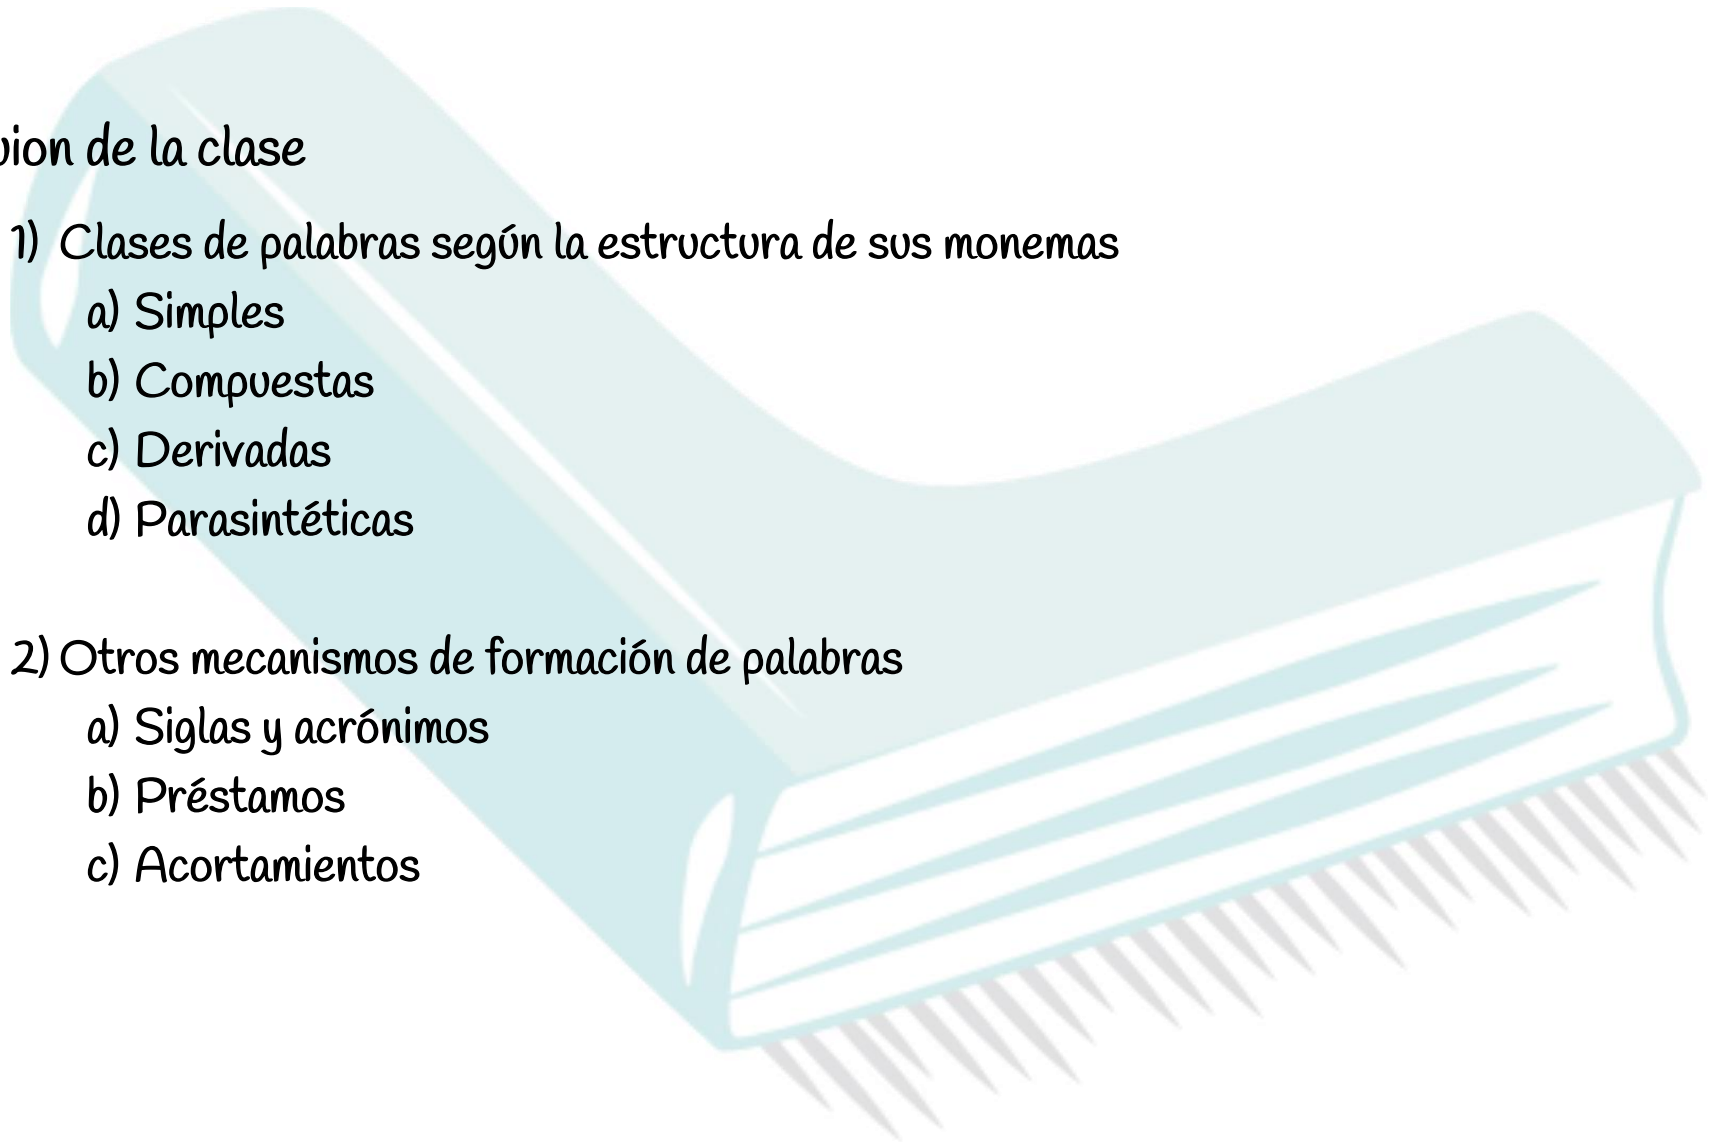 ion de la clase
1) Clases de palabras según la estructura de sus monemas
a) Simples
b) Compuestas
c) Derivadas
d) Parasintéticas
2) Otros mecanismos de formación de palabras
a) Siglas y acrónimos
b) Préstamos
c) Acortamientos